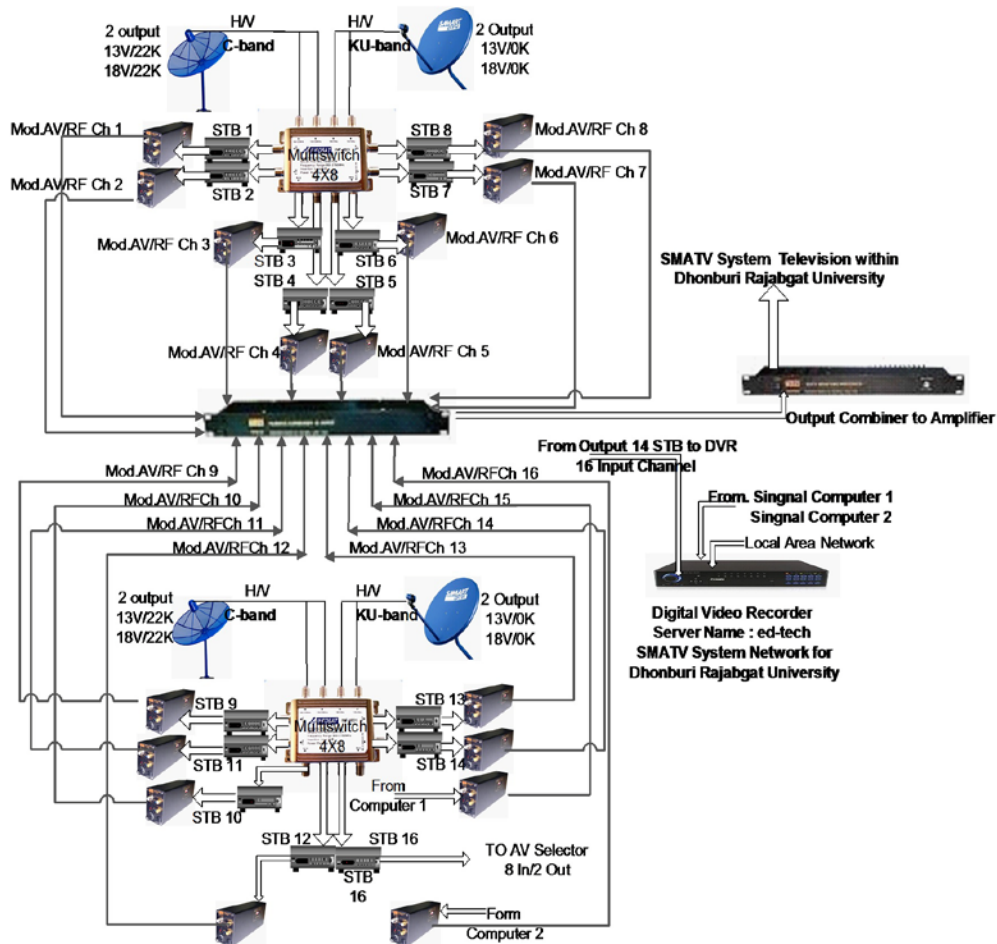 H/V
H/V
2 output
13V/22K
18V/22K
C-band
KU-band
2 Output
13V/0K
18V/0K
Mod.AV/RF Ch 1
STB 1
STB 8
Mod.AV/RF Ch 8
Multiswitch
4X8
Mod.AV/RF Ch 2
STB 2
STB 7
Mod.AV/RF Ch 7
Mod.AV/RF Ch 3
STB 3
STB 6
Mod.AV/RF Ch 6
STB 4
STB 5
SMATV System Television within
Dhonburi Rajabgat University
Mod.AV/RF Ch 4
Mod.AV/RF Ch 5
Output Combiner to Amplifier
From Output 14 STB to DVR
16 Input Channel
Mod.AV/RF Ch 9
Mod.AV/RF Ch 16
Mod.AV/RFCh 10
Mod.AV/RFCh 15
Mod.AV/RFCh 11
Mod.AV/RFCh 14
Mod.AV/RFCh 12
Mod.AV/RFCh 13
From. Singnal Computer 1
Singnal Computer 2
Local Area Network
Digital Video Recorder
Server Name : ed-tech
SMATV System Network for
Dhonburi Rajabgat University
H/V
H/V
2 output
13V/22K
18V/22K
C-band
KU-band
2 Output
13V/0K
18V/0K
SMART
STB 9
STB 13
Multiswitch
4X8
STB 11
STB 14
STB 10
From
Computer 1
STB 12
STB 16
STB
16
TO AV Selector
8 In/2 Out
Form
Computer 2